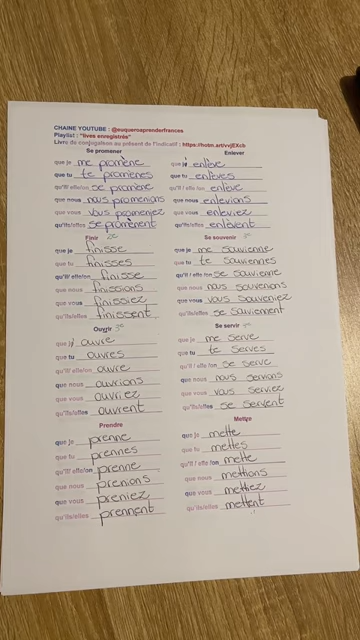 CHAINE YOUTUBE : @suqueroaprenderfrances
Playlist : "lives enregistrés"
Livre de conjugaison au présent de l'indicatif : https://hotm.art/vvjEXcb
Se promener
que je me promène
que tu te promènes
qu'il/ elle/on se promène
que nous nous promenions
que vous vous promeniez
qu'ils/elles se promènent
Enlever
que j' enlève
que tu enlèves
qu'il / elle /on enlève
que nous enlevions
que vous enleviez
qu'ils/elles enlèvent
Finir 2e
que je finisse
que tu finisses
qu'il/ elle/on finisse
que nous finissions
que vous finissiez
qu'ils/elles finissent
Se souvenir 3e
que je me souvienne
que tu te souviennes
qu'il / elle /on se souvienne
que nous nous souvenions
que vous vous souveniez
qu'ils/elles se souviennent
Ouvrir 3e
que j' ouvre
que tu ouvres
qu'il/ elle/on ouvre
que nous ouvrions
que vous ouvriez
qu'ils/elles ouvrent
Se servir
que je me serve
que tu te serves
qu'il / elle /on se serve
que nous nous servions
que vous vous serviez
qu'ils/elles se servent
Prendre
que je prenne
que tu prennes
qu'il/ elle/on prenne
que nous prenions
que vous preniez
qu'ils/elles prennent
Mettre
que je mette
que tu mettes
qu'il / elle /on mette
que nous mettions
que vous mettiez
qu'ils/elles mettent